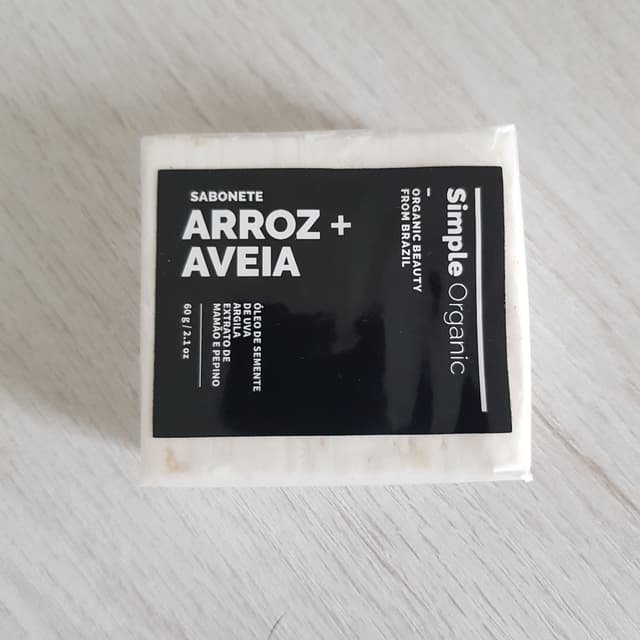 SABONETE
ARROZ +
AVEIA
ÓLEO DE SEMENTE
DE UVA
ARGILA
EXTRATO DE
MAMÃO E PEPINO
60 g / 2.1 oz
Simple Organic
ORGANIC BEAUTY
FROM BRAZIL